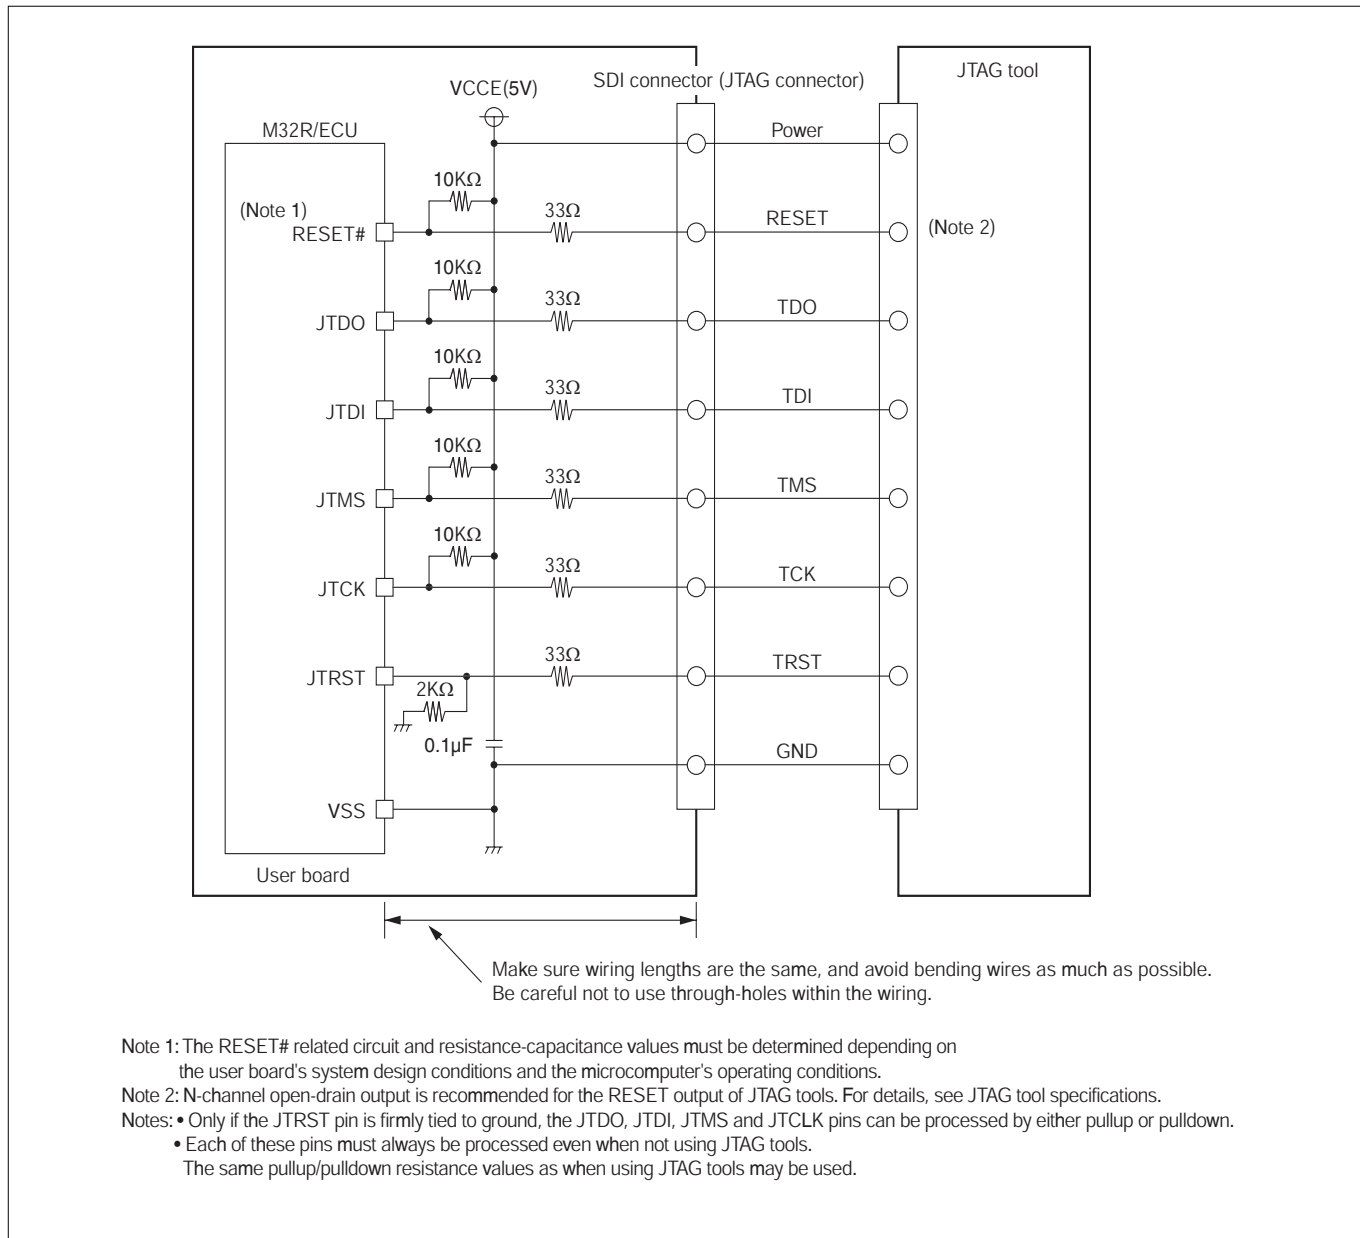 JTAG tool
SDI connector (JTAG connector)
VCCE(5V)
M32R/ECU
Power
10KΩ
(Note 1)
RESET#
33Ω
RESET
(Note 2)
10KΩ
JTDO
33Ω
TDO
10KΩ
JTDI
33Ω
TDI
10KΩ
JTMS
33Ω
TMS
10KΩ
JTCK
33Ω
TCK
JTRST
33Ω
TRST
2KΩ
0.1µF
GND
VSS
User board
Make sure wiring lengths are the same, and avoid bending wires as much as possible.
Be careful not to use through-holes within the wiring.
Note 1: The RESET# related circuit and resistance-capacitance values must be determined depending on
the user board's system design conditions and the microcomputer's operating conditions.
Note 2: N-channel open-drain output is recommended for the RESET output of JTAG tools. For details, see JTAG tool specifications.
Notes: • Only if the JTRST pin is firmly tied to ground, the JTDO, JTDI, JTMS and JTCLK pins can be processed by either pullup or pulldown.
• Each of these pins must always be processed even when not using JTAG tools.
The same pullup/pulldown resistance values as when using JTAG tools may be used.